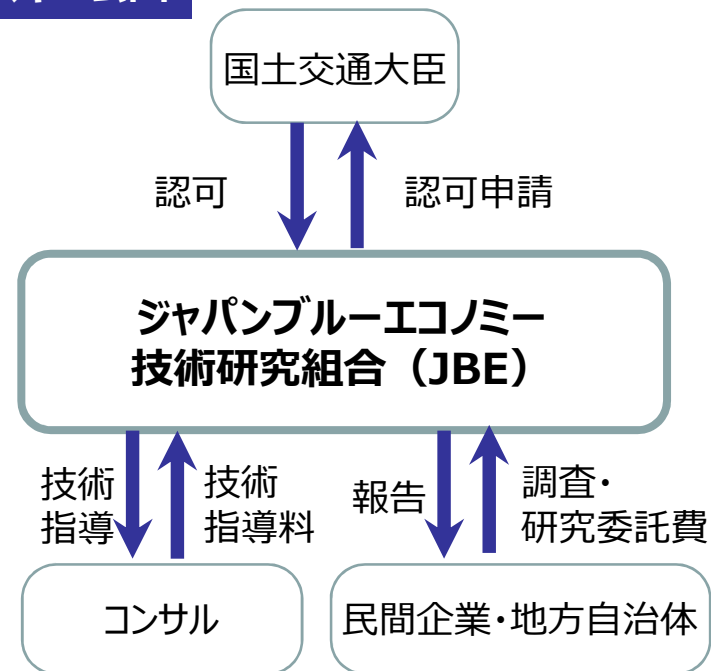 国土交通大臣
認可
認可申請
ジャパンブルーエコノミー
技術研究組合（JBE）
技術
指導
技術
指導料
報告
調査・
研究委託費
コンサル
民間企業・地方自治体